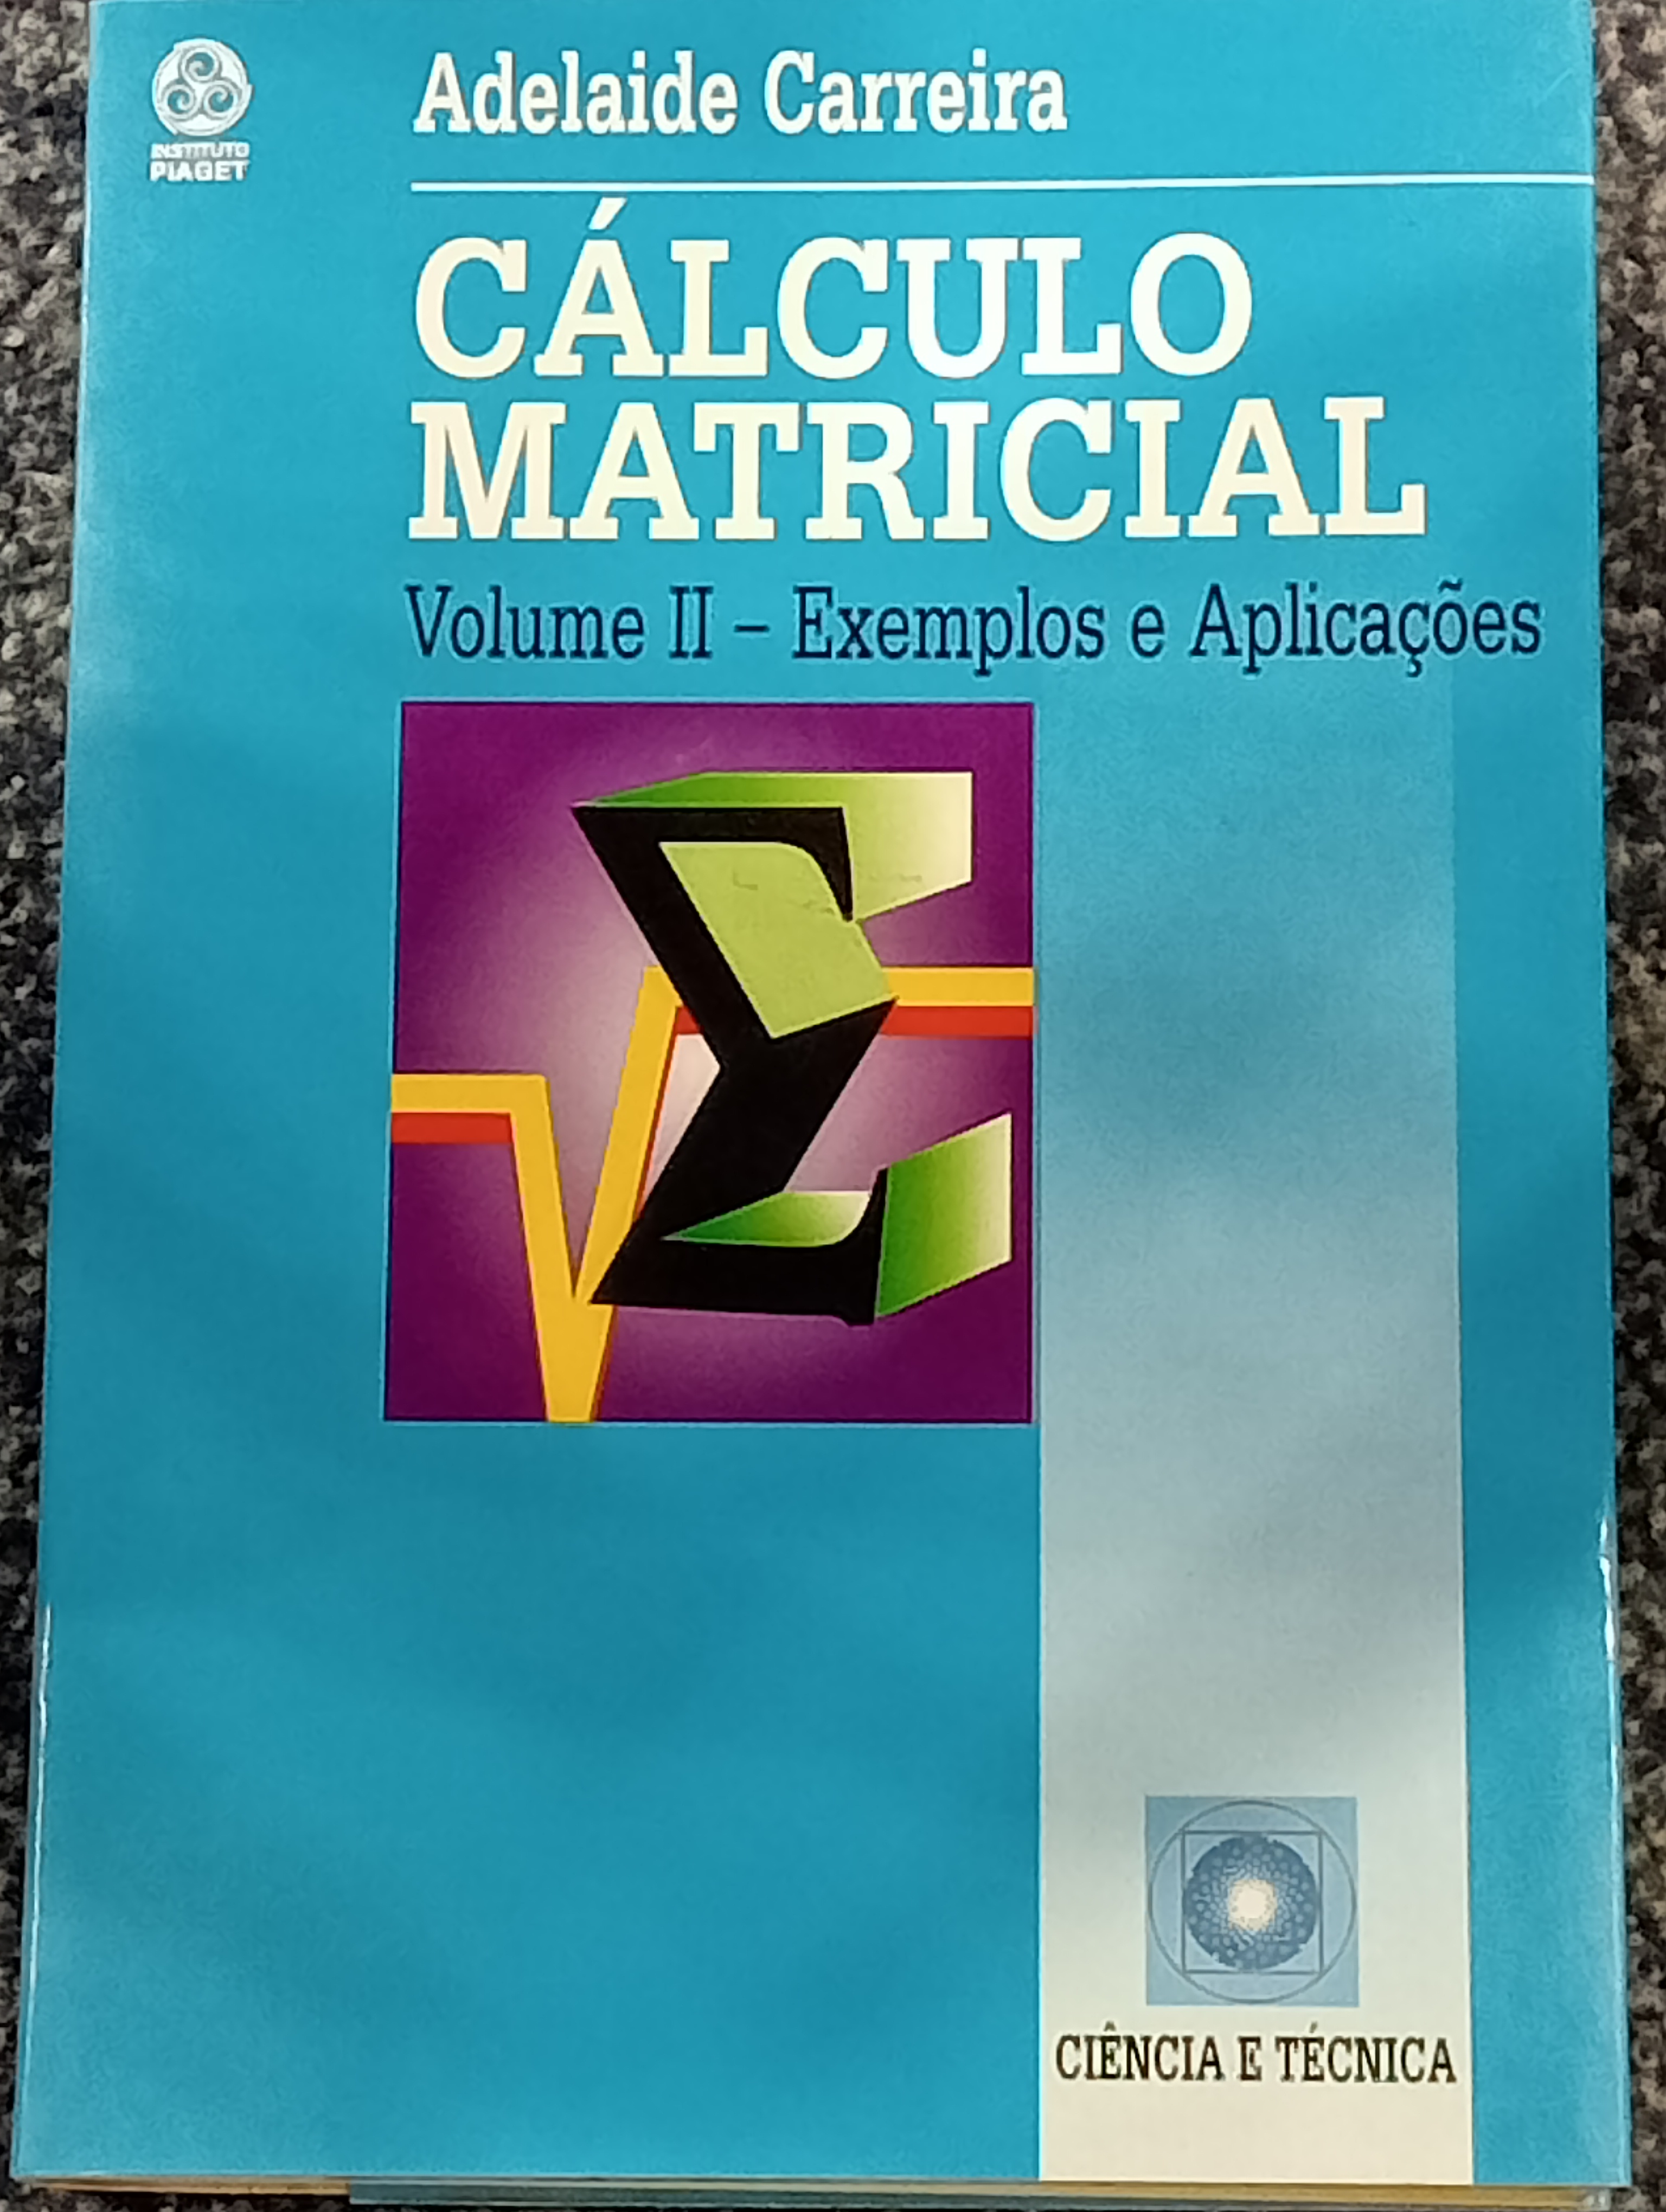 INSTITUTO
PIAGET
Adelaide Carreira
CÁLCULO
MATRICIAL
Volume II – Exemplos e Aplicações
Σ
CIÊNCIA E TÉCNICA